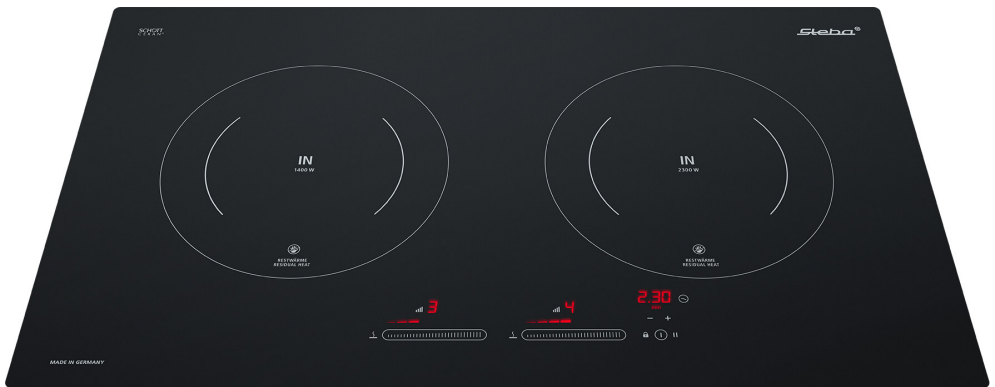 SCHOTT
CERAN®
Steba®
IN
1400 W
IN
2300 W
RESTWÄRME
RESIDUAL HEAT
RESTWÄRME
RESIDUAL HEAT
3
4
2.30
- +
MADE IN GERMANY